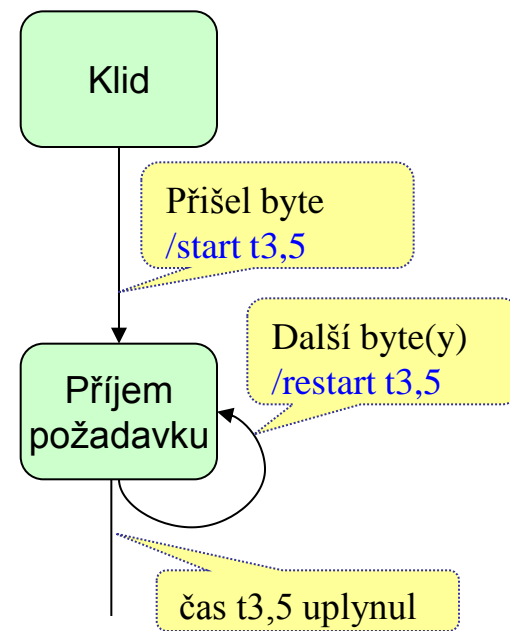 Klid
Přišel byte
/start t3,5
Další byte(y)
/restart t3,5
Příjem
požadavku
čas t3,5 uplynul